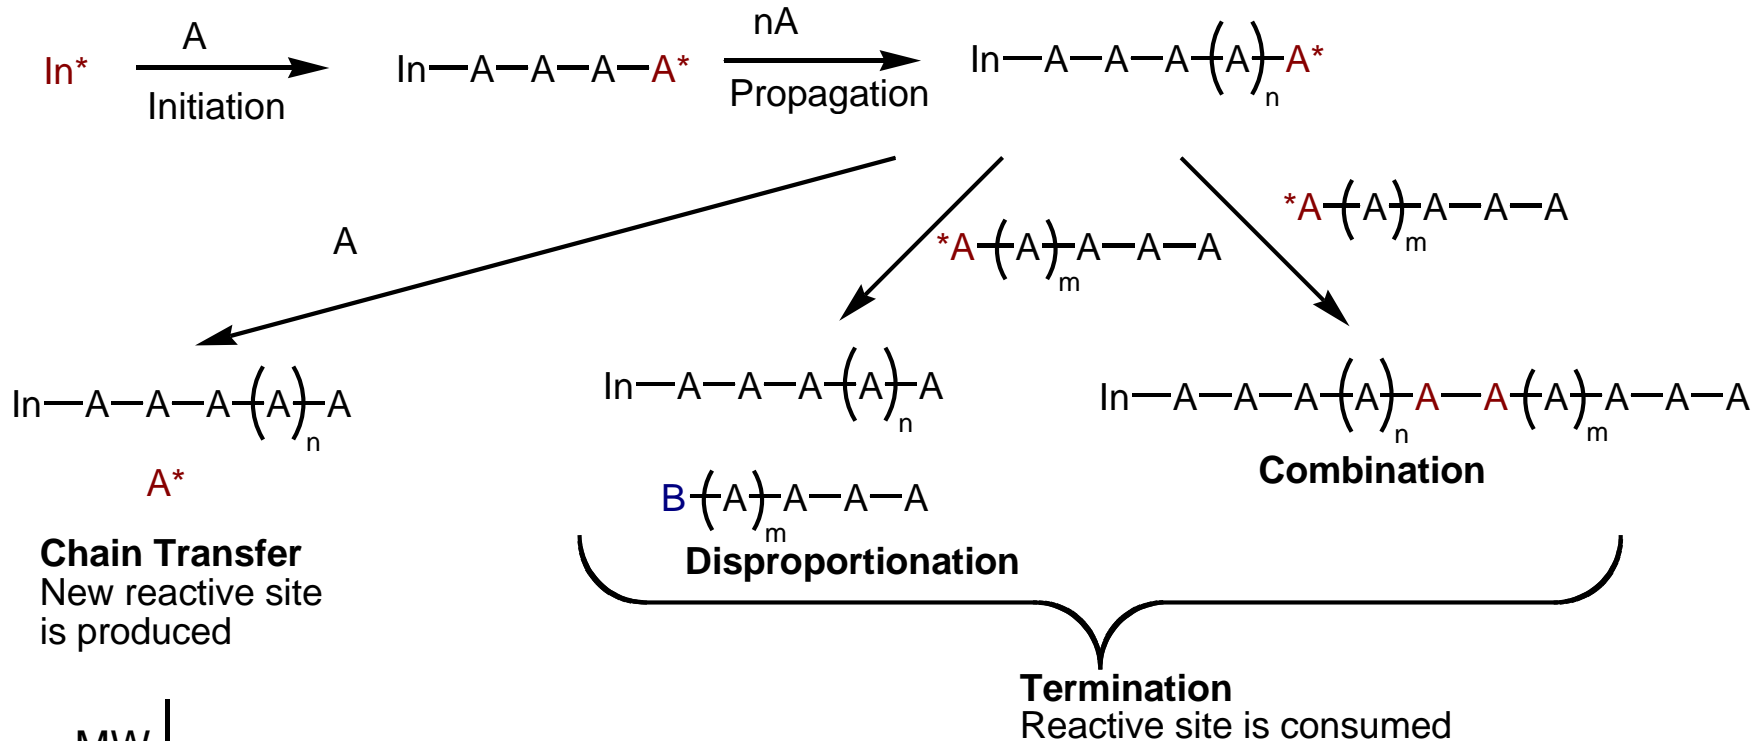 In* A Initiation In—A—A—A—A* nA Propagation In—A—A—A—(A)n—A*
A
*A—(A)m—A—A—A
*A—(A)m—A—A—A
In—A—A—A—(A)n—A
A*
Chain Transfer
New reactive site
is produced
In—A—A—A—(A)n—A
B—(A)m—A—A—A
Disproportionation
In—A—A—A—(A)n—A—A—(A)m—A—A—A
Combination
Termination
Reactive site is consumed
MW